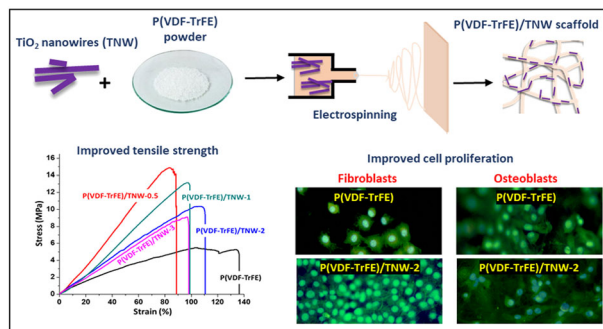 P(VDF-TrFE)
powder
TiO₂ nanowires (TNW)
+
Electrospinning
P(VDF-TrFE)/TNW scaffold
Improved tensile strength
16
14
12
10
8
6
4
2
0
Stress (MPa)
P(VDF-TrFE)/TNW-0.5
P(VDF-TrFE)/TNW-1
P(VDF-TrFE)/TNW-2
P(VDF-TrFE)/TNW-3
P(VDF-TrFE)
0 20 40 60 80 100 120 140
Strain (%)
Improved cell proliferation
Fibroblasts
Osteoblasts
P(VDF-TrFE)
P(VDF-TrFE)
P(VDF-TrFE)/TNW-2
P(VDF-TrFE)/TNW-2